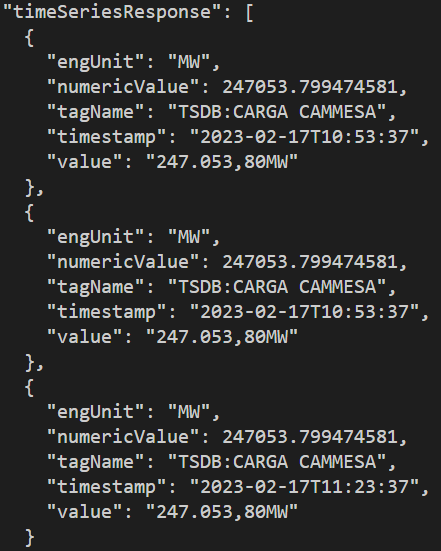 "timeSeriesResponse": [
{
"engUnit": "MW",
"numericValue": 247053.799474581,
"tagName": "TSDB:CARGA CAMMESA",
"timestamp": "2023-02-17T10:53:37",
"value": "247.053,80MW"
},
{
"engUnit": "MW",
"numericValue": 247053.799474581,
"tagName": "TSDB:CARGA CAMMESA",
"timestamp": "2023-02-17T10:53:37",
"value": "247.053,80MW"
},
{
"engUnit": "MW",
"numericValue": 247053.799474581,
"tagName": "TSDB:CARGA CAMMESA",
"timestamp": "2023-02-17T11:23:37",
"value": "247.053,80MW"
}